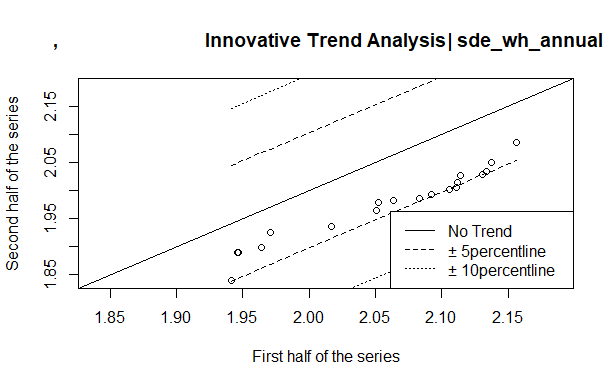 , Innovative Trend Analysis| sde_wh_annual
Second half of the series
2.15
2.05
1.95
1.85
1.85 1.90 1.95 2.00 2.05 2.10 2.15
First half of the series
No Trend
± 5percentline
± 10percentline